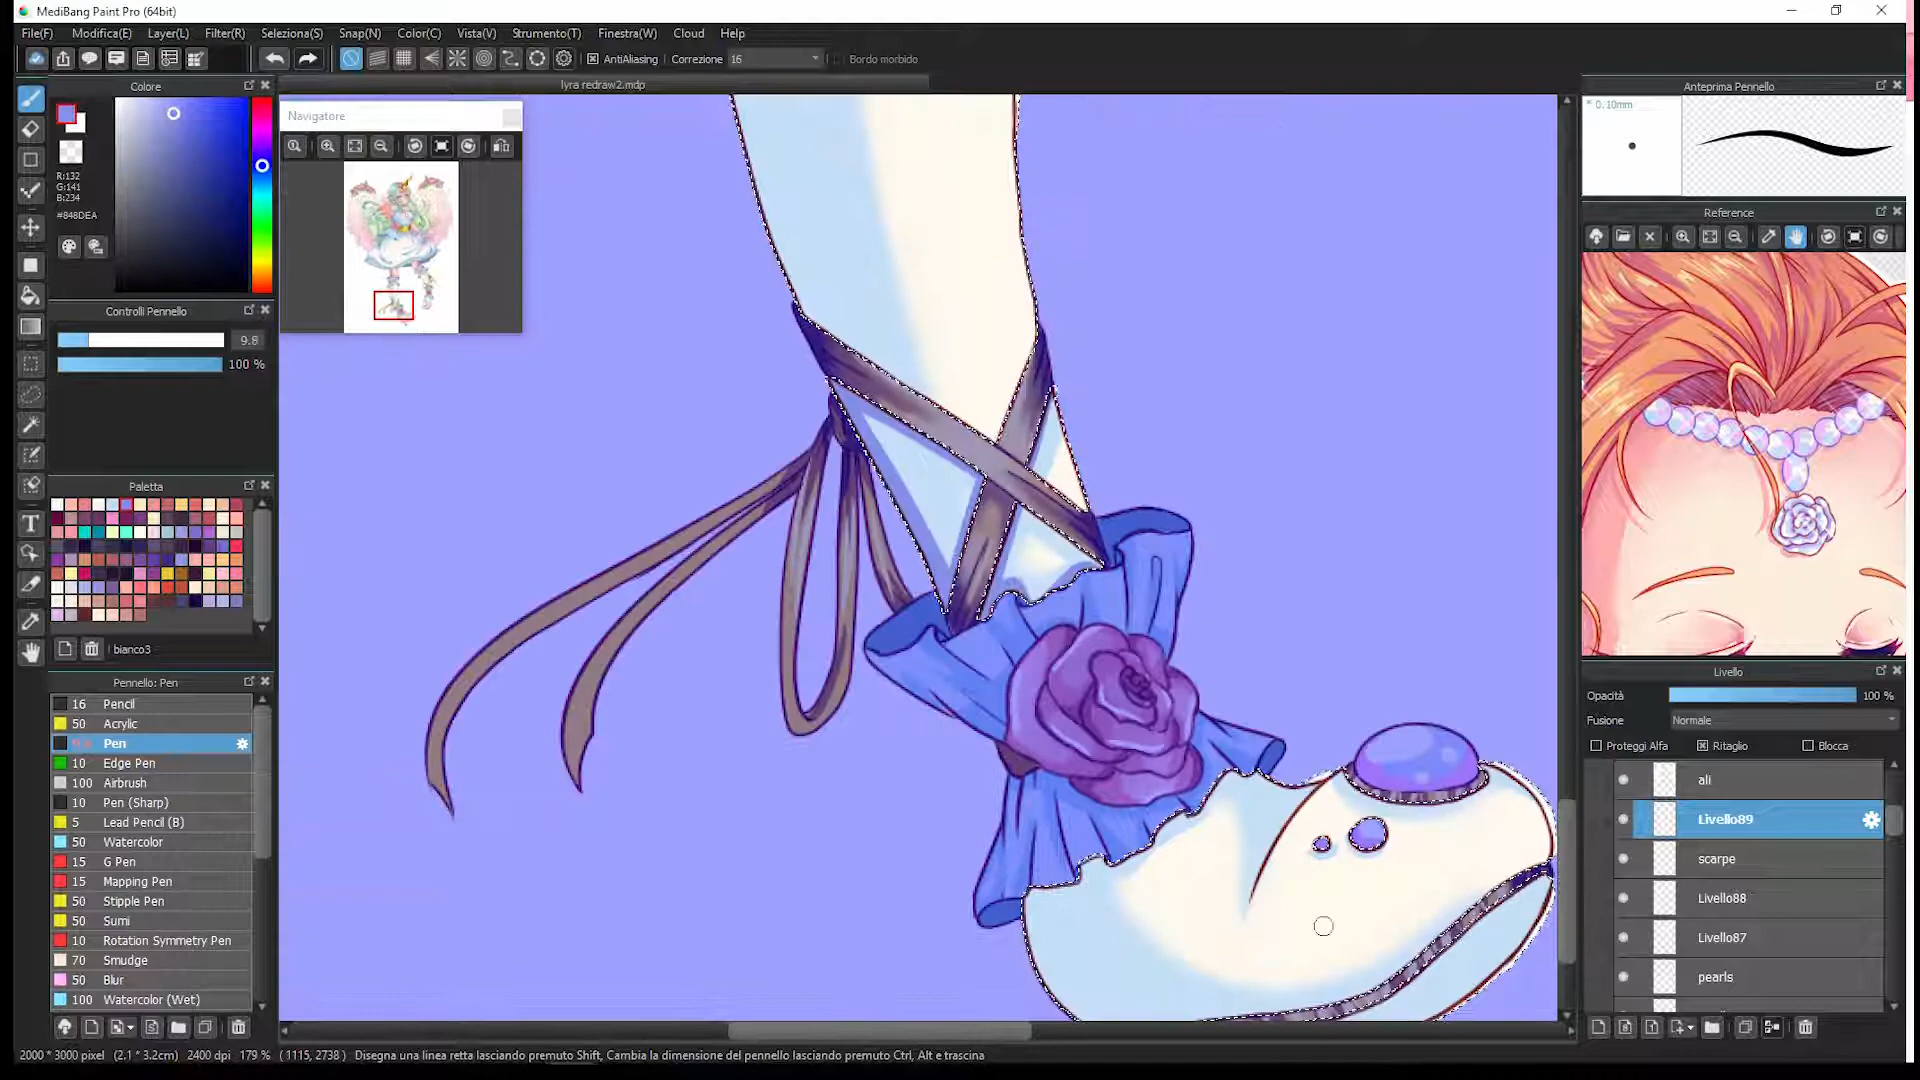 MediBang Paint Pro (64bit)
File(F) Modifica(E) Layer(L) Filter(R) Seleziona(S) Snap(N) Color(C) Vista(V) Strumento(T) Finestra(W) Cloud Help
AntiAliasing Correzione 16 Bordo morbido
lyra redraw2.mdp
Colore
R:132
G:141
B:234
#848DEA
Controlli Pennello
9.8
100 %
Paletta
bianco3
Pennello: Pen
16 Pencil
50 Acrylic
Pen
10 Edge Pen
100 Airbrush
10 Pen (Sharp)
5 Lead Pencil (B)
50 Watercolor
15 G Pen
15 Mapping Pen
50 Stipple Pen
50 Sumi
10 Rotation Symmetry Pen
70 Smudge
50 Blur
100 Watercolor (Wet)
Navigatore
Anteprima Pennello
* 0.10mm
Reference
Livello
Opacità 100 %
Fusione Normale
Proteggi Alfa Ritaglio Blocca
ali
Livello89
scarpe
Livello88
Livello87
pearls
2000 * 3000 pixel (2.1 * 3.2cm) 2400 dpi 179 % ( 1115, 2738 ) Disegna una linea retta lasciando premuto Shift, Cambia la dimensione del pennello lasciando premuto Ctrl, Alt e trascina